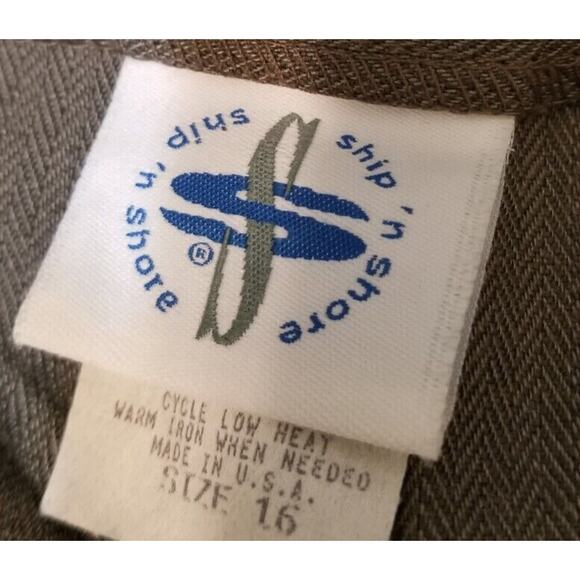 ship 'n shore
ship 'n shore
®
CYCLE LOW HEAT
WARM IRON WHEN NEEDED
MADE IN U.S.A.
SIZE 16